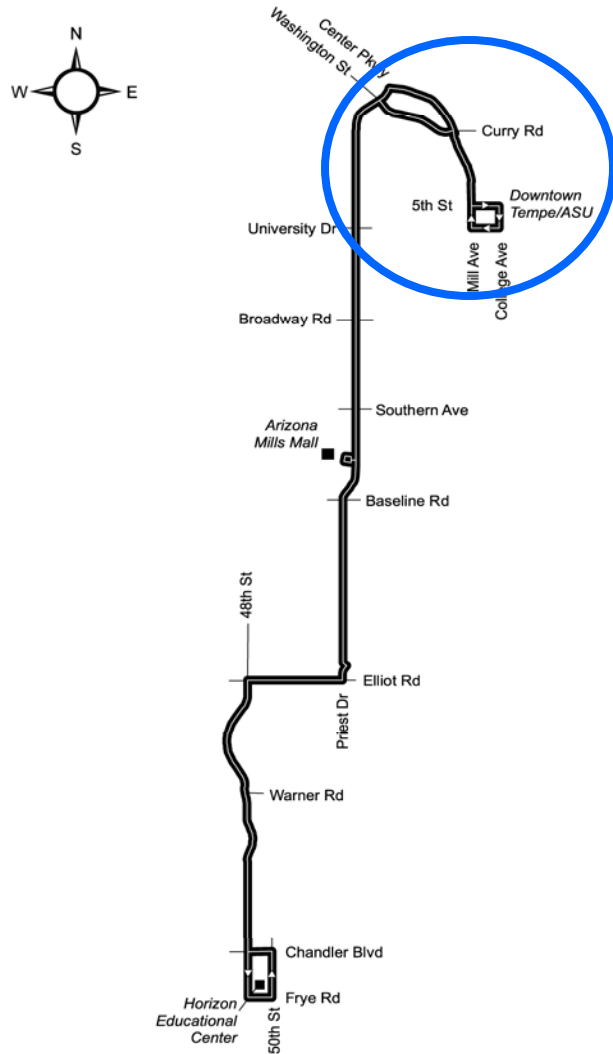 N
W
E
S
Center Pkwy
Washington St
Curry Rd
5th St
Downtown
Tempe/ASU
University Dr
Mill Ave
College Ave
Broadway Rd
Southern Ave
Arizona
Mills Mall
Baseline Rd
48th St
Elliot Rd
Priest Dr
Warner Rd
Chandler Blvd
Horizon
Educational
Center
Frye Rd
50th St